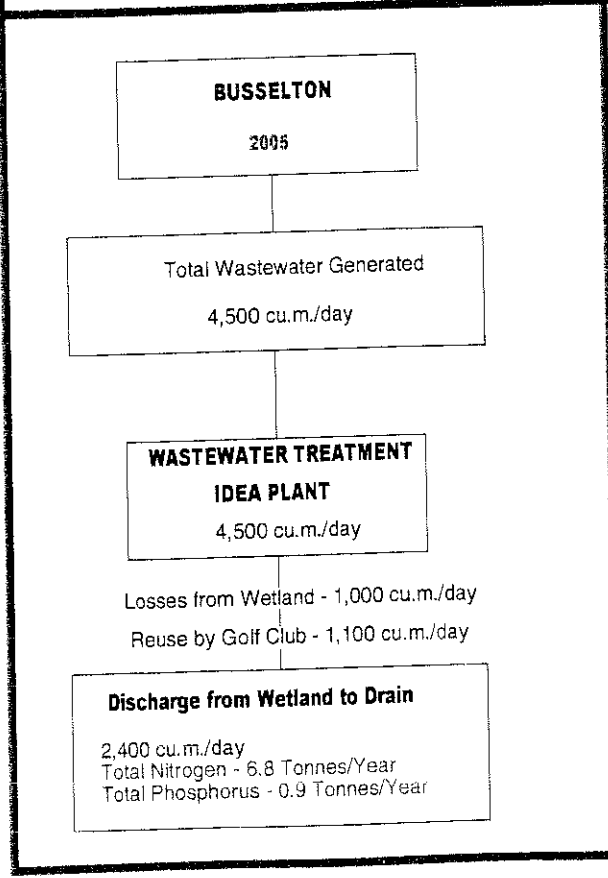 BUSSELTON
2005
Total Wastewater Generated
4,500 cu.m./day
WASTEWATER TREATMENT
IDEA PLANT
4,500 cu.m./day
Losses from Wetland - 1,000 cu.m./day
Reuse by Golf Club - 1,100 cu.m./day
Discharge from Wetland to Drain
2,400 cu.m./day
Total Nitrogen - 6.8 Tonnes/Year
Total Phosphorus - 0.9 Tonnes/Year